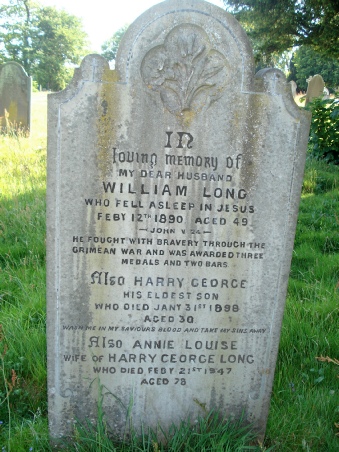 IN
loving memory of
MY DEAR HUSBAND
WILLIAM LONG
WHO FELL ASLEEP IN JESUS
FEBY 12TH 1890 AGED 49
JOHN V 24
HE FOUGHT WITH BRAVERY THROUGH THE
CRIMEAN WAR AND WAS AWARDED THREE
MEDALS AND TWO BARS
Also HARRY GEORGE
HIS ELDEST SON
WHO DIED JANY 31ST 1898
AGED 30
WASH ME IN MY SAVIOURS BLOOD AND TAKE MY SINS AWAY
Also ANNIE LOUISE
WIFE OF HARRY GEORGE LONG
WHO DIED FEBY 21ST 1947
AGED 78